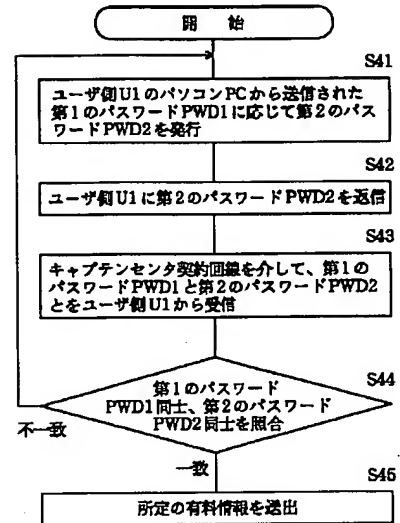 開 始
S41
ユーザ側U1のパソコンPCから送信された
第1のパスワードPWD1に応じて第2のパス
ワードPWD2を発行
S42
ユーザ側U1に第2のパスワードPWD2を返信
S43
キャプテンセンタ契約回線を介して、第1の
パスワードPWD1と第2のパスワードPWD2
とをユーザ側U1から受信
S44
第1のパスワード
PWD1同士、第2のパスワード
PWD2同士を照合
不一致
一致
S45
所定の有料情報を送出